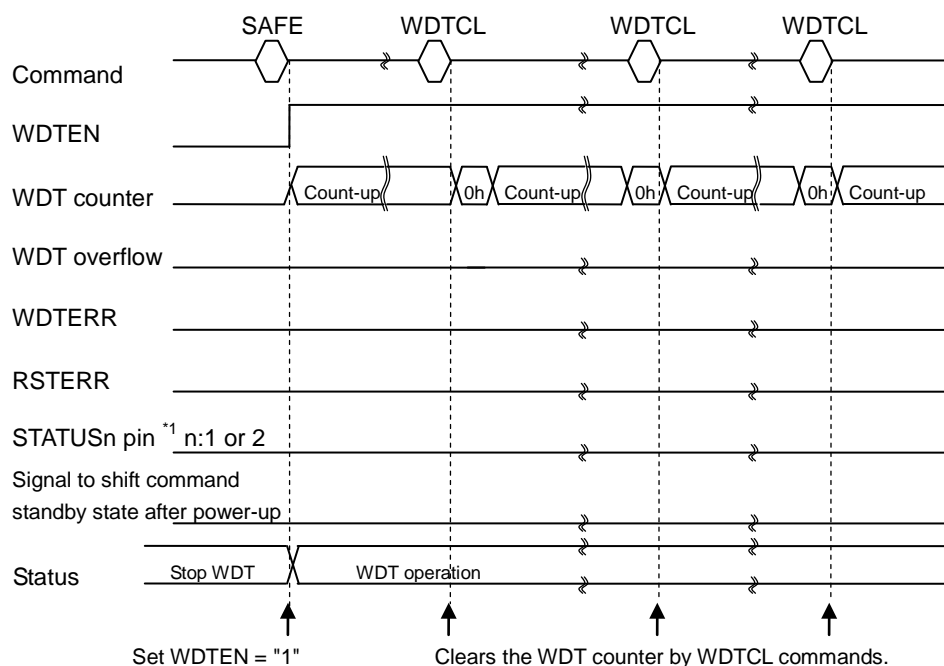 SAFE WDTCL WDTCL WDTCL
Command
WDTEN
WDT counter Count-up 0h Count-up 0h Count-up 0h Count-up
WDT overflow
WDTERR
RSTERR
STATUSn pin *1 n:1 or 2
Signal to shift command
standby state after power-up
Status Stop WDT WDT operation
Set WDTEN = "1" Clears the WDT counter by WDTCL commands.